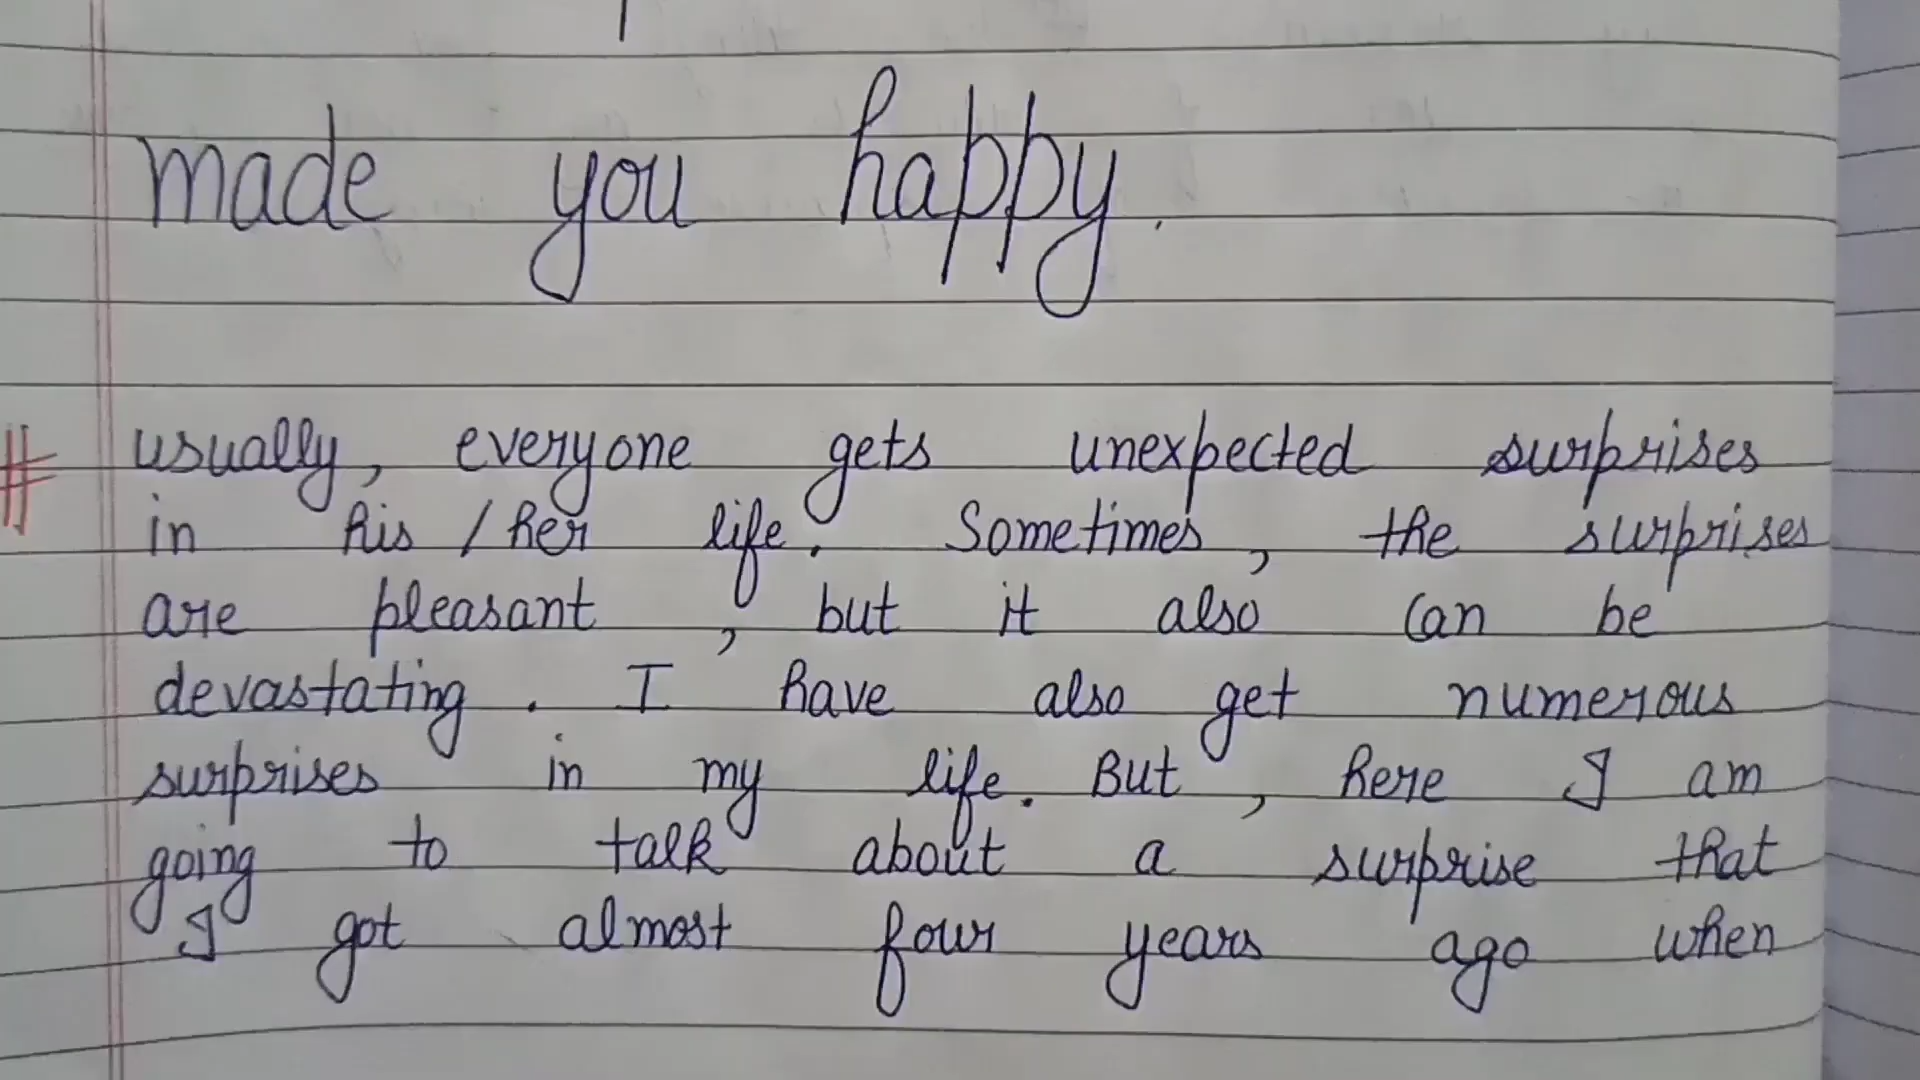 made you happy.
# usually, everyone gets unexpected surprises
in his / her life. Sometimes, the surprises
are pleasant, but it also can be
devastating. I have also get numerous
surprises in my life. But, here I am
going to talk about a surprise that
I got almost four years ago when